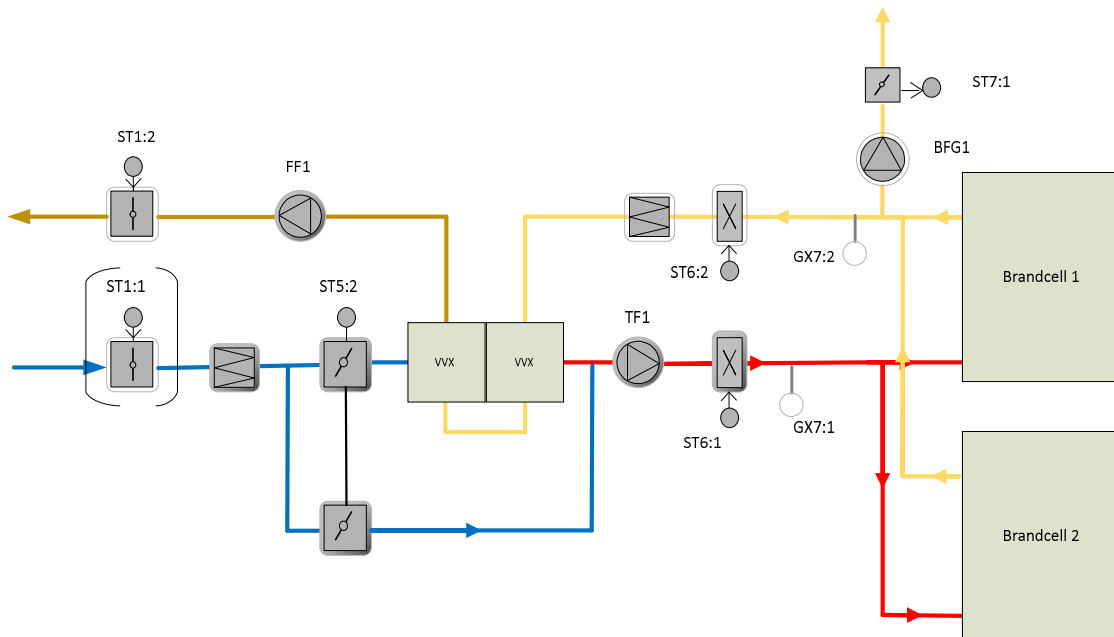 ST7:1
ST1:2
BFG1
FF1
GX7:2
ST6:2
Brandcell 1
ST1:1
ST5:2
TF1
VVX
VVX
GX7:1
ST6:1
Brandcell 2